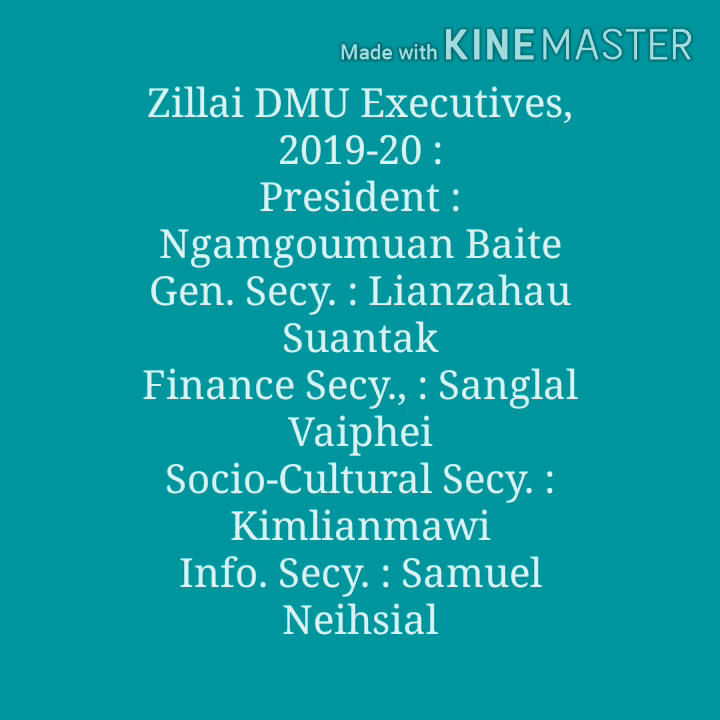 Made with KINEMASTER
Zillai DMU Executives,
2019-20 :
President :
Ngamgoumuan Baite
Gen. Secy. : Lianzahau
Suantak
Finance Secy., : Sanglal
Vaiphei
Socio-Cultural Secy. :
Kimlianmawi
Info. Secy. : Samuel
Neihsial